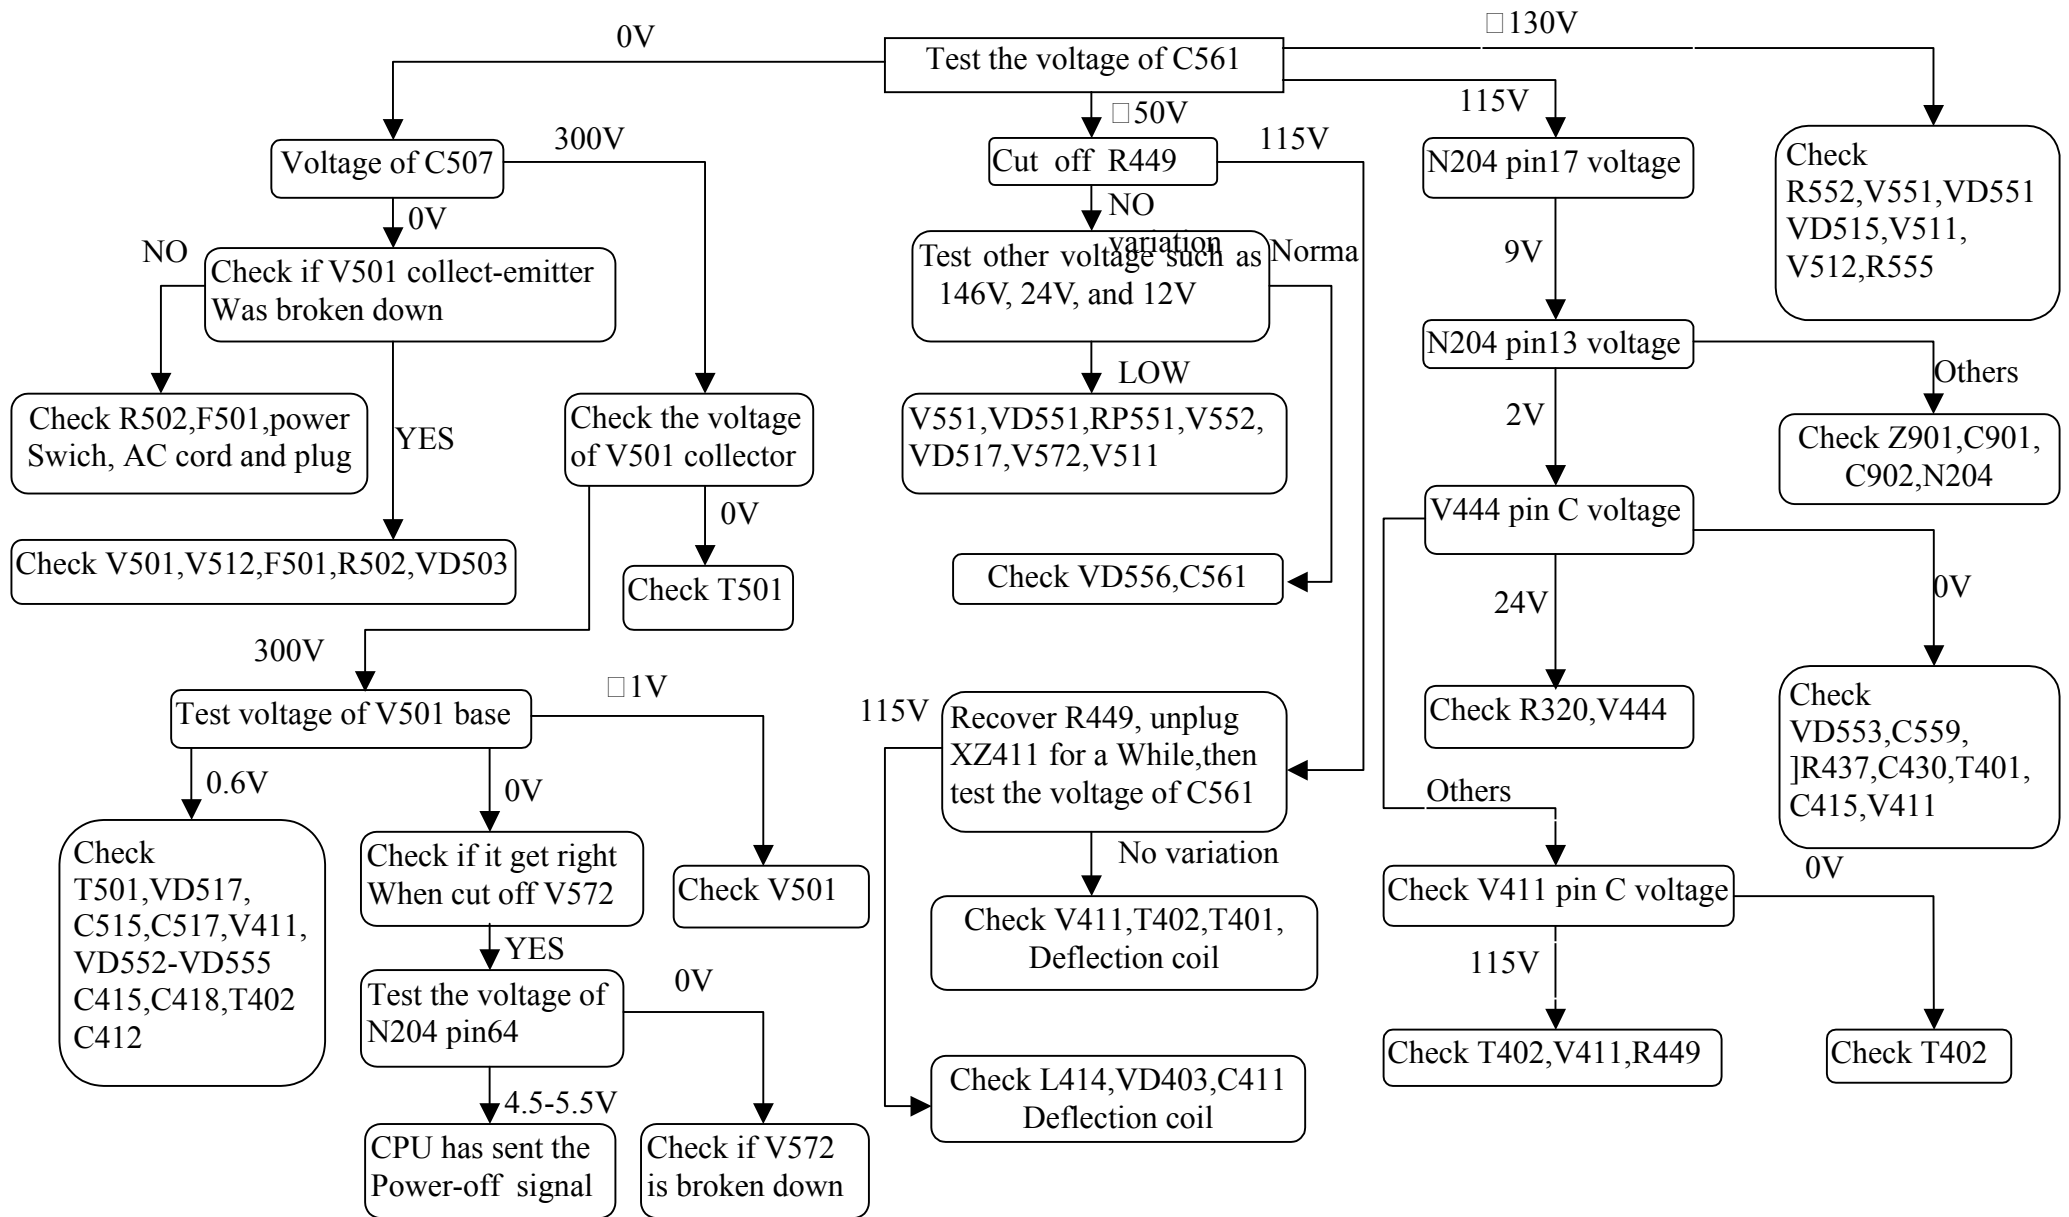 0V
□130V
Test the voltage of C561
□50V
115V
Voltage of C507
300V
Cut off R449
115V
N204 pin17 voltage
Check
R552,V551,VD551
VD515,V511,
V512,R555
0V
NO
variation
NO
Check if V501 collect-emitter
Was broken down
Test other voltage such as
146V, 24V, and 12V
Norma
9V
N204 pin13 voltage
Others
LOW
Check R502,F501,power
Swich, AC cord and plug
YES
Check the voltage
of V501 collector
V551,VD551,RP551,V552,
VD517,V572,V511
2V
Check Z901,C901,
C902,N204
0V
V444 pin C voltage
Check V501,V512,F501,R502,VD503
Check T501
Check VD556,C561
24V
0V
300V
Test voltage of V501 base
□1V
115V
Recover R449, unplug
XZ411 for a While,then
test the voltage of C561
Check R320,V444
Check
VD553,C559,
]R437,C430,T401,
C415,V411
0.6V
0V
Others
Check
T501,VD517,
C515,C517,V411,
VD552-VD555
C415,C418,T402
C412
Check if it get right
When cut off V572
Check V501
No variation
Check V411 pin C voltage
0V
YES
Check V411,T402,T401,
Deflection coil
115V
Test the voltage of
N204 pin64
0V
Check T402,V411,R449
Check T402
Check L414,VD403,C411
Deflection coil
4.5-5.5V
CPU has sent the
Power-off signal
Check if V572
is broken down